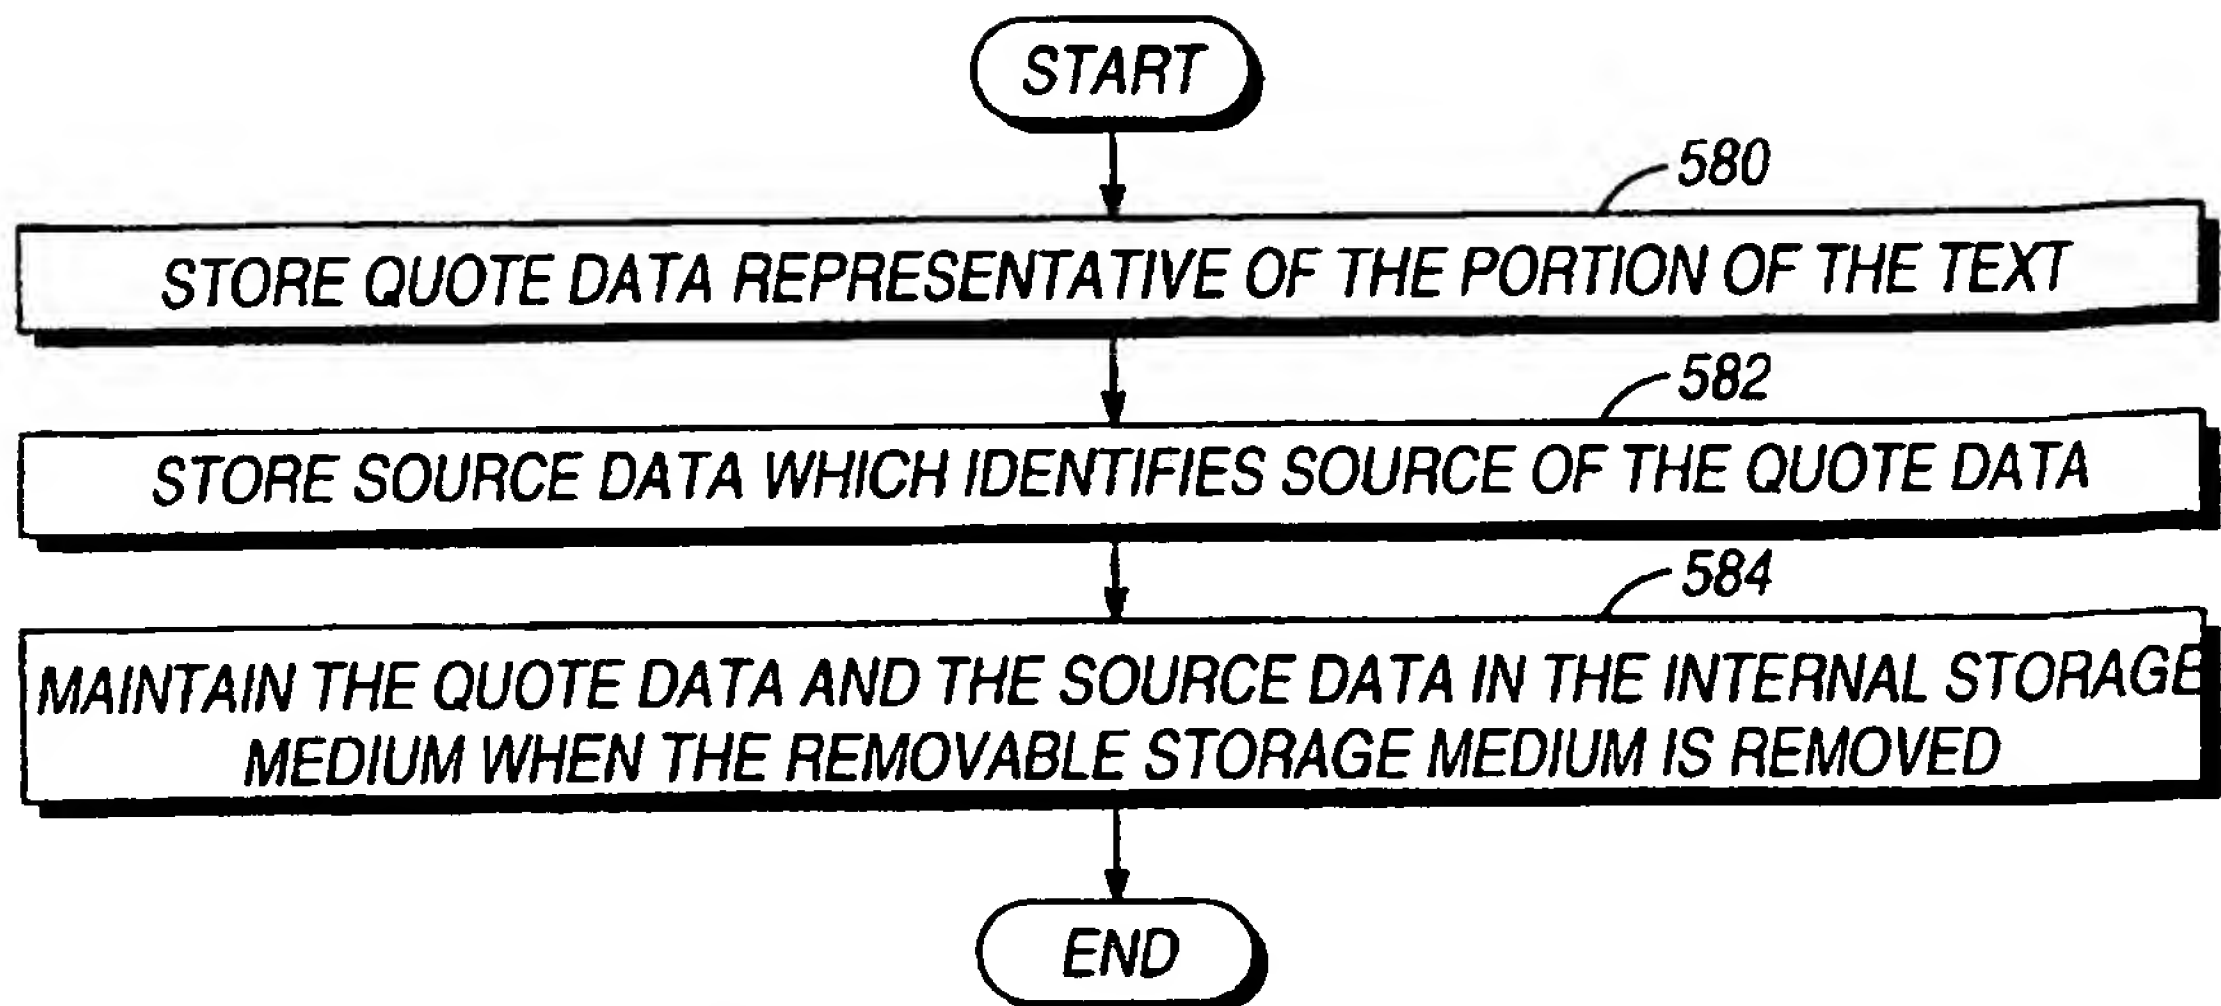 START
580
STORE QUOTE DATA REPRESENTATIVE OF THE PORTION OF THE TEXT
582
STORE SOURCE DATA WHICH IDENTIFIES SOURCE OF THE QUOTE DATA
584
MAINTAIN THE QUOTE DATA AND THE SOURCE DATA IN THE INTERNAL STORAGE
MEDIUM WHEN THE REMOVABLE STORAGE MEDIUM IS REMOVED
END